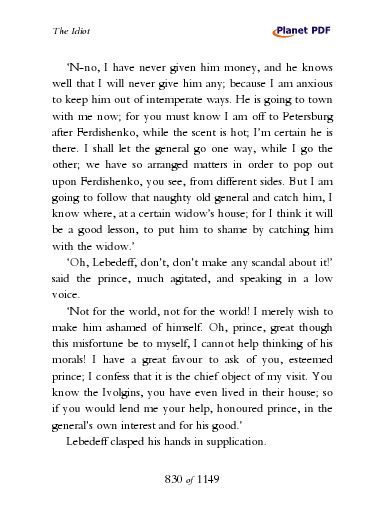 The Idiot
Planet PDF
‘N-no, I have never given him money, and he knows
well that I will never give him any; because I am anxious
to keep him out of intemperate ways. He is going to town
with me now; for you must know I am off to Petersburg
after Ferdishenko, while the scent is hot; I’m certain he is
there. I shall let the general go one way, while I go the
other; we have so arranged matters in order to pop out
upon Ferdishenko, you see, from different sides. But I am
going to follow that naughty old general and catch him, I
know where, at a certain widow’s house; for I think it will
be a good lesson, to put him to shame by catching him
with the widow.’
‘Oh, Lebedeff, don’t, don’t make any scandal about it!’
said the prince, much agitated, and speaking in a low
voice.
‘Not for the world, not for the world! I merely wish to
make him ashamed of himself. Oh, prince, great though
this misfortune be to myself, I cannot help thinking of his
morals! I have a great favour to ask of you, esteemed
prince; I confess that it is the chief object of my visit. You
know the Ivolgins, you have even lived in their house; so
if you would lend me your help, honoured prince, in the
general’s own interest and for his good.’
Lebedeff clasped his hands in supplication.
830 of 1149